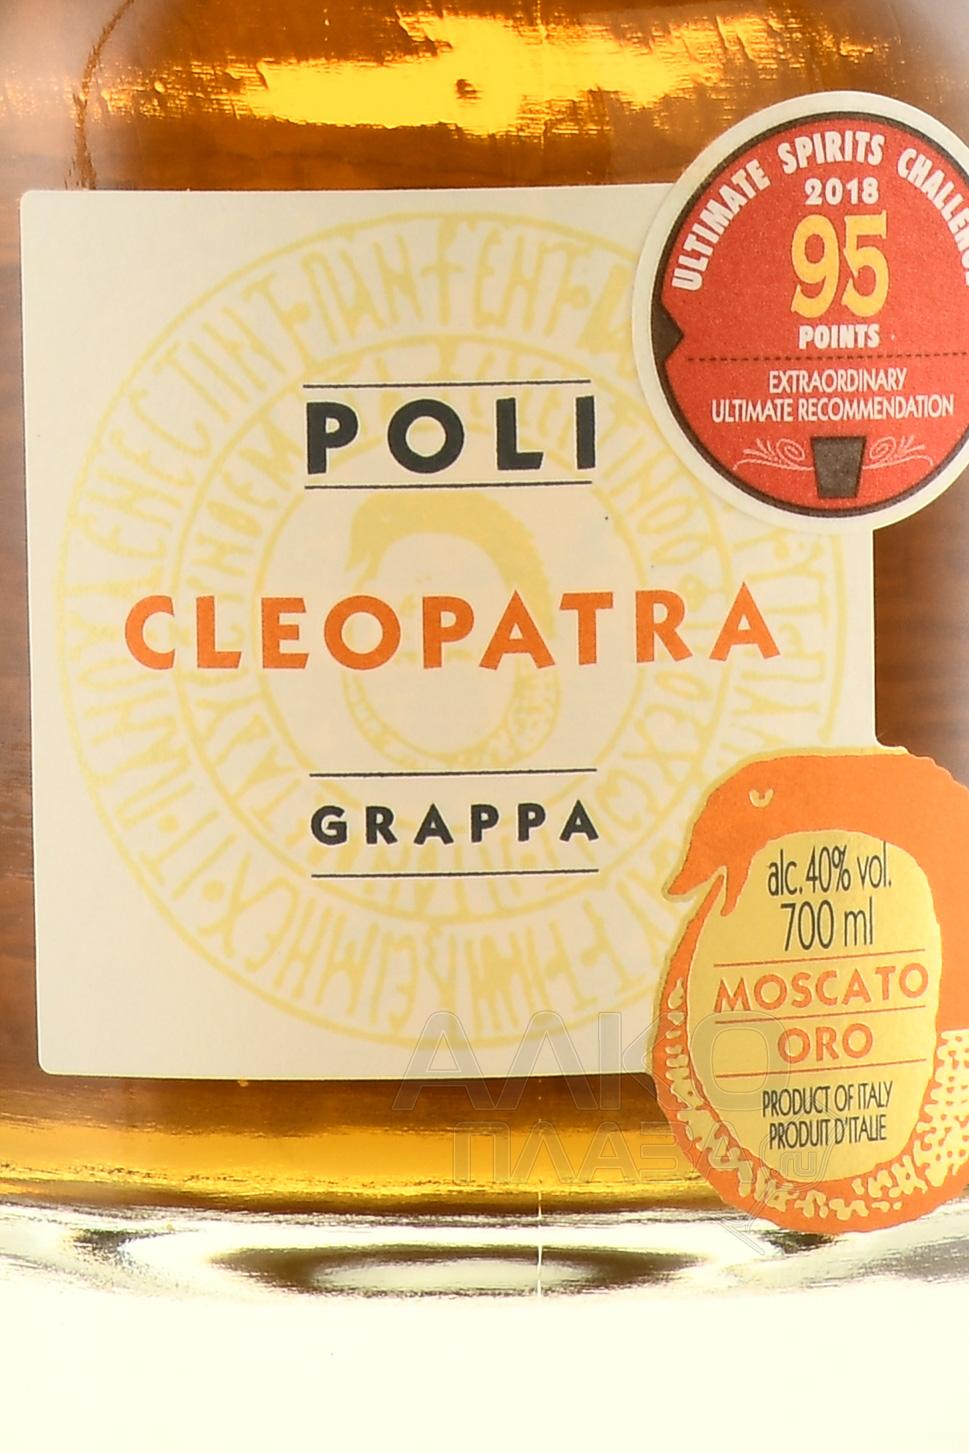 ULTIMATE SPIRITS
2018
95
POINTS
EXTRAORDINARY
ULTIMATE RECOMMENDATION
POLI
CLEOPATRA
GRAPPA
alc. 40% vol.
700 ml
MOSCATO
ORO
PRODUCT OF ITALY
PRODUIT D'ITALIE
АЛКО
ПЛАЗА
.ru